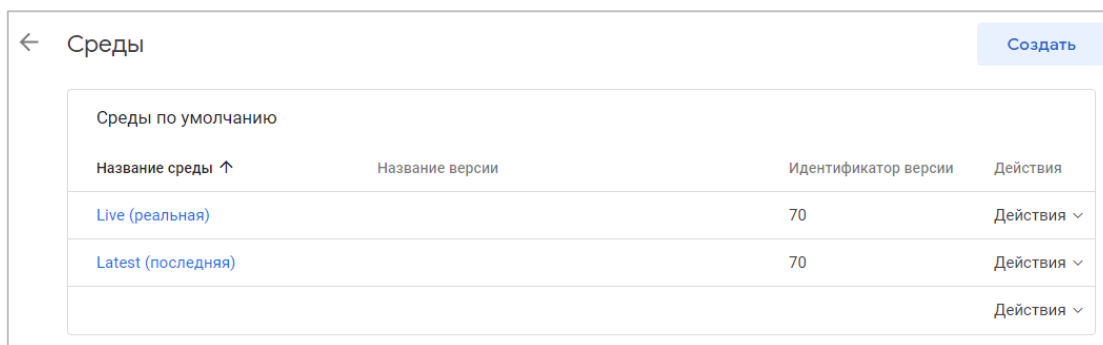 Среды Создать
Среды по умолчанию
Название среды Название версии Идентификатор версии Действия
Live (реальная) 70 Действия
Latest (последняя) 70 Действия
Действия